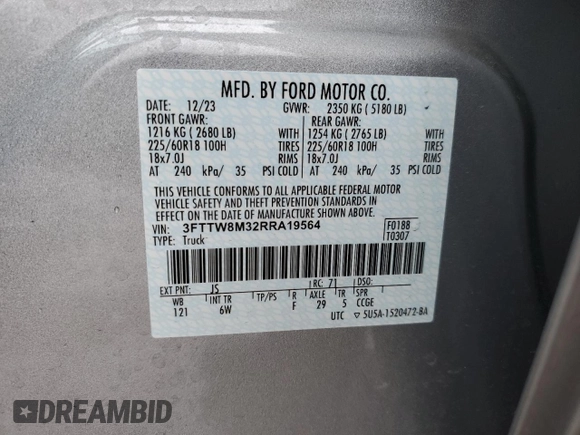 MFD. BY FORD MOTOR CO.
DATE: 12/23 GVWR: 2350 KG ( 5180 LB)
FRONT GAWR: REAR GAWR:
1216 KG ( 2680 LB) WITH 1254 KG ( 2765 LB) WITH
225/60R18 100H TIRES 225/60R18 100H TIRES
18x7.0J RIMS 18x7.0J RIMS
AT 240 kPa/ 35 PSI COLD AT 240 kPa/ 35 PSI COLD
THIS VEHICLE CONFORMS TO ALL APPLICABLE FEDERAL MOTOR
VEHICLE SAFETY AND THEFT PREVENTION STANDARDS IN
EFFECT ON THE DATE OF MANUFACTURE SHOWN ABOVE.
VIN: 3FTTW8M32RRA19564 F0188
TYPE: Truck T0307
EXT PNT: JS RC: 71 DSO:
WB INT TR TP/PS R AXLE TR SPR
121 6W F 29 5 CCGE
UTC ▽ 5U5A-1520472-BA
DREAMBID